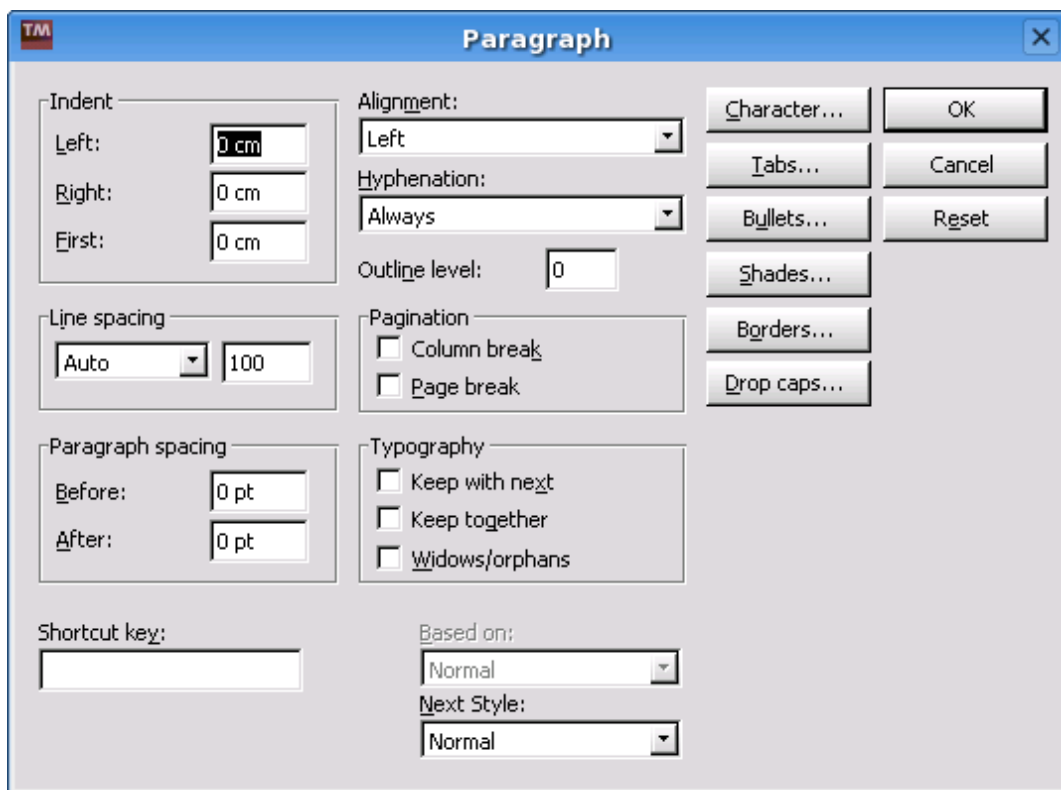 TM
Paragraph
Indent
Left: 0 cm
Right: 0 cm
First: 0 cm
Alignment:
Left
Hyphenation:
Always
Outline level: 0
Character...
Tabs...
Bullets...
Shades...
Borders...
Drop caps...
OK
Cancel
Reset
Line spacing
Auto 100
Pagination
Column break
Page break
Paragraph spacing
Before: 0 pt
After: 0 pt
Typography
Keep with next
Keep together
Widows/orphans
Shortcut key:
Based on:
Normal
Next Style:
Normal